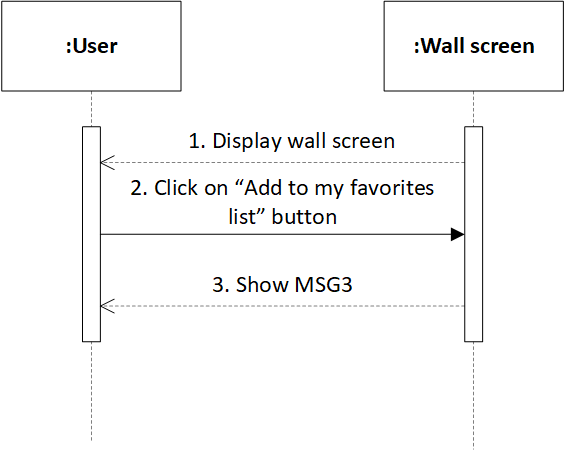 :User
:Wall screen
1. Display wall screen
2. Click on “Add to my favorites
list” button
3. Show MSG3